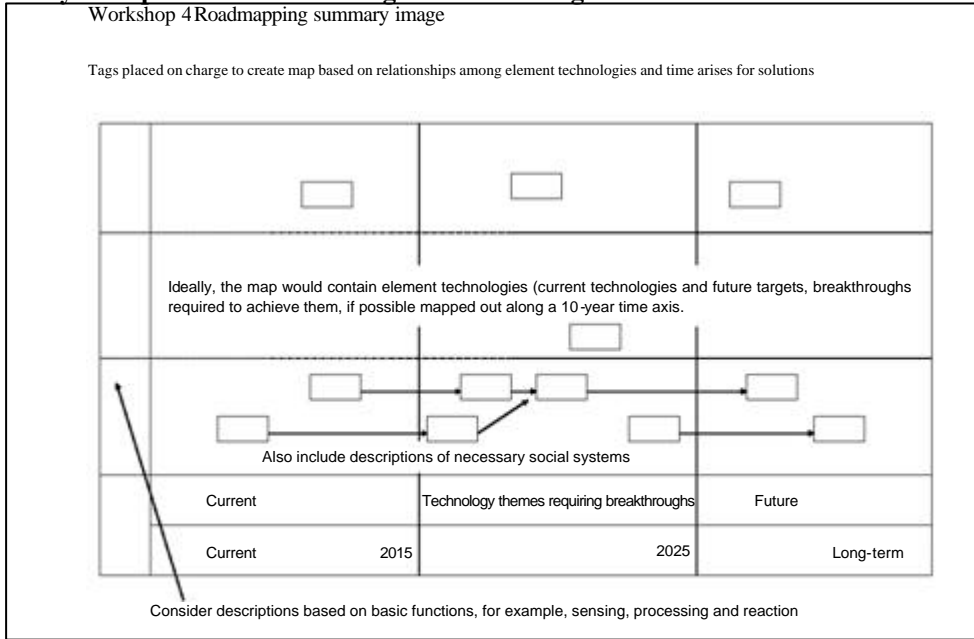 Workshop 4 Roadmapping summary image
Tags placed on charge to create map based on relationships among element technologies and time arises for solutions
Ideally, the map would contain element technologies (current technologies and future targets, breakthroughs
required to achieve them, if possible mapped out along a 10-year time axis.
Also include descriptions of necessary social systems
Current Technology themes requiring breakthroughs Future
Current 2015 2025 Long-term
Consider descriptions based on basic functions, for example, sensing, processing and reaction